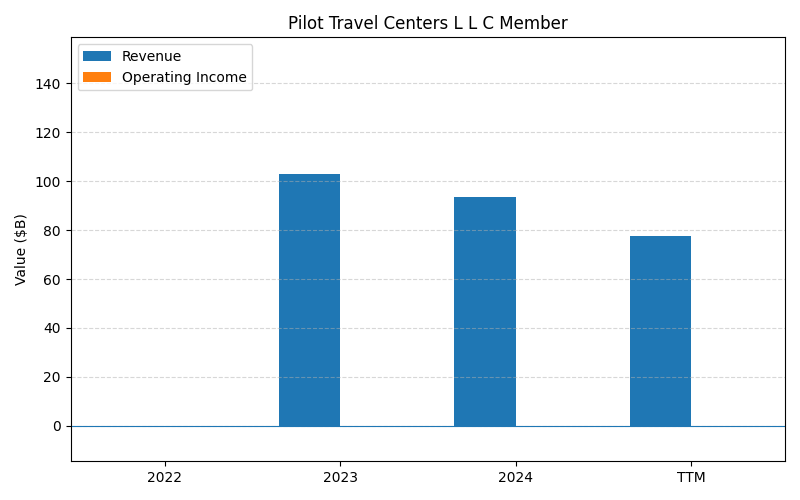 Pilot Travel Centers L L C Member
Revenue
Operating Income
Value ($B)
140
120
100
80
60
40
20
0
2022 2023 2024 TTM